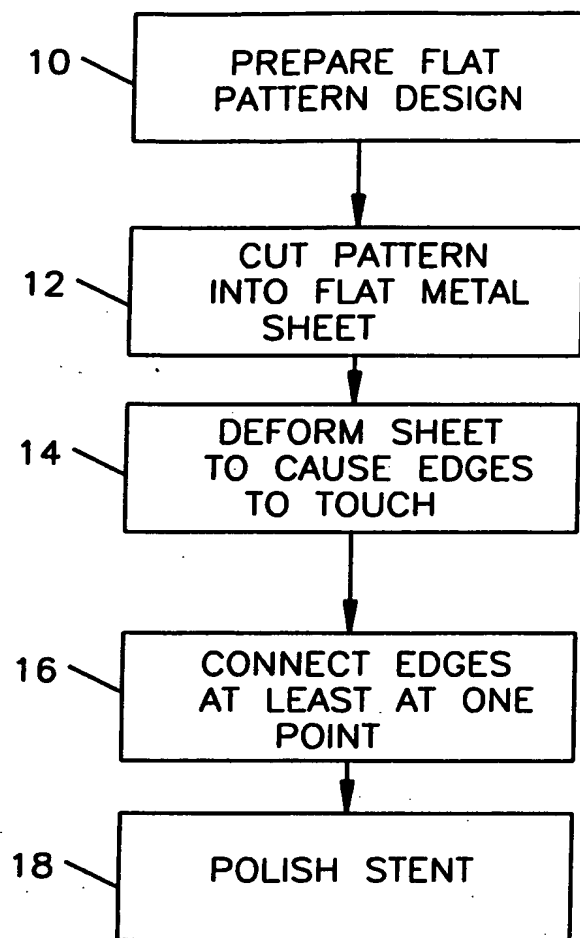 10
PREPARE FLAT
PATTERN DESIGN
12
CUT PATTERN
INTO FLAT METAL
SHEET
14
DEFORM SHEET
TO CAUSE EDGES
TO TOUCH
16
CONNECT EDGES
AT LEAST AT ONE
POINT
18
POLISH STENT